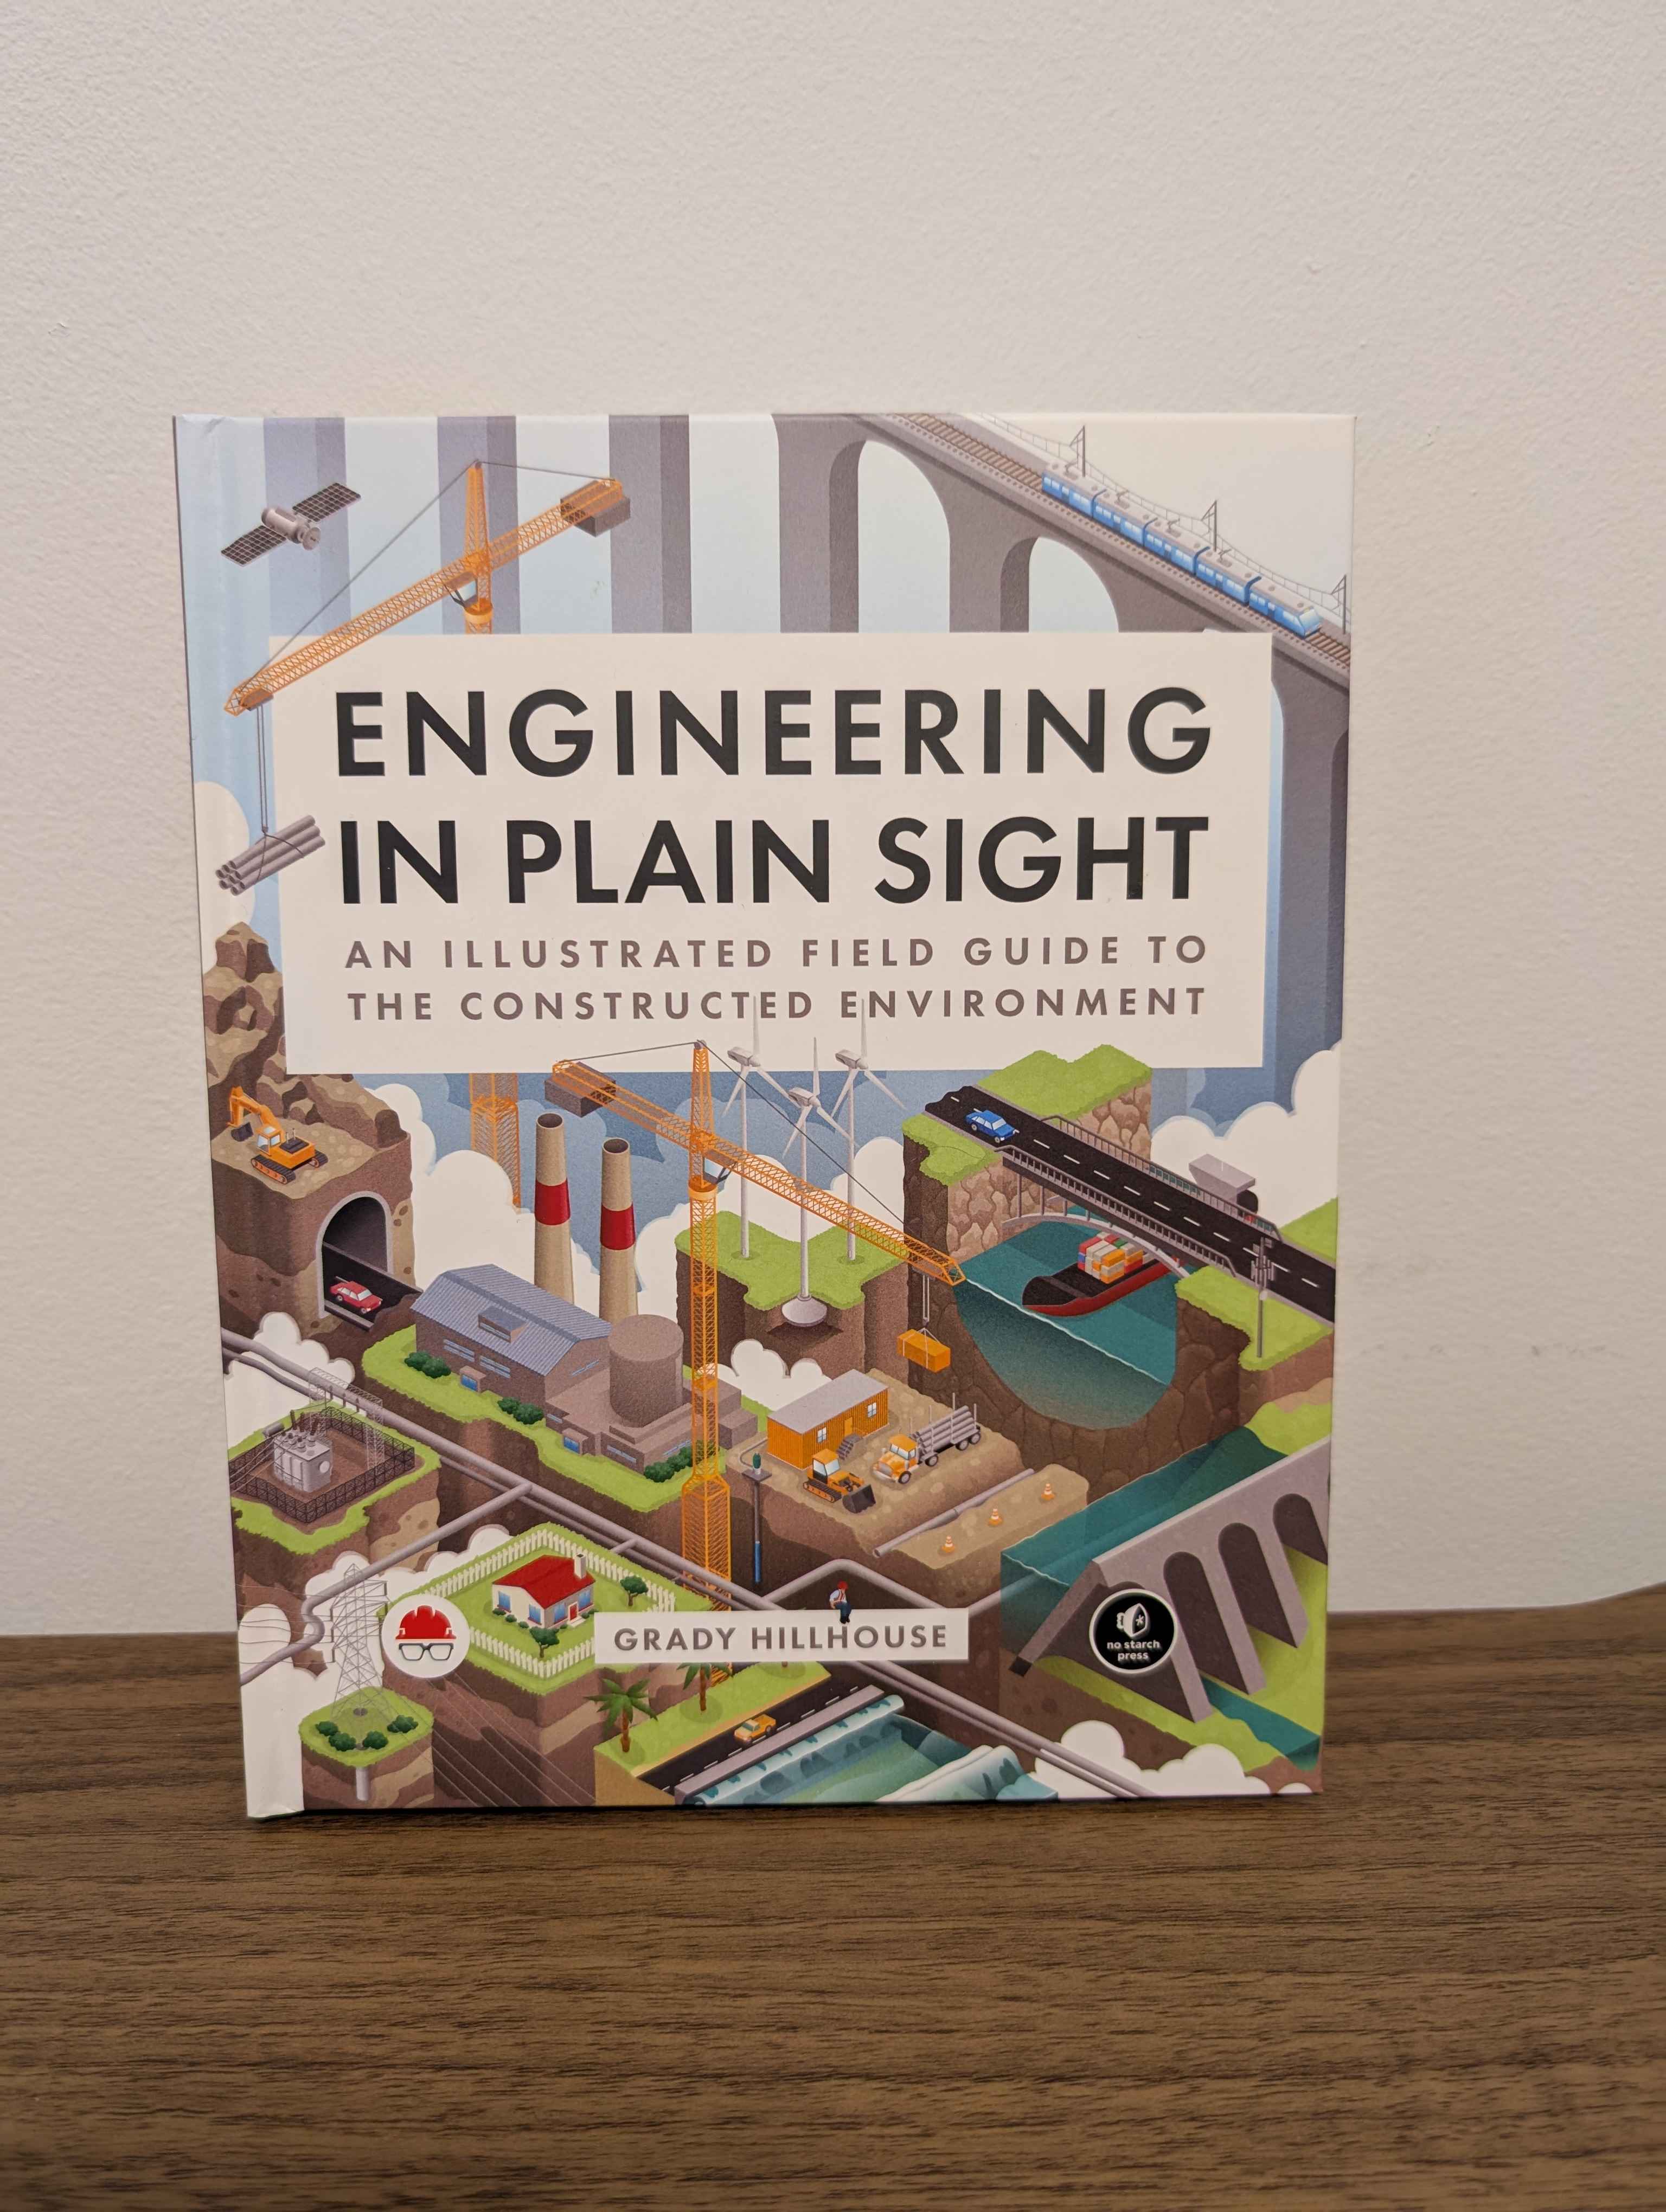 ENGINEERING
IN PLAIN SIGHT
AN ILLUSTRATED FIELD GUIDE TO
THE CONSTRUCTED ENVIRONMENT
GRADY HILLHOUSE
no starch
press